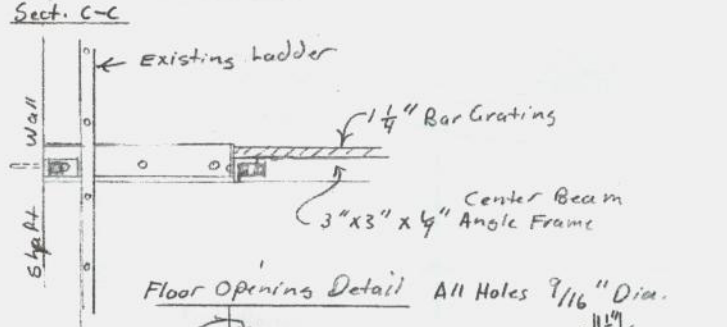 Sect. C-C
Existing Ladder
1 1/4" Bar Grating
Shaft Wall
Center Beam
3"x3"x 1/4" Angle Frame
Floor Opening Detail All Holes 9/16" Dia.